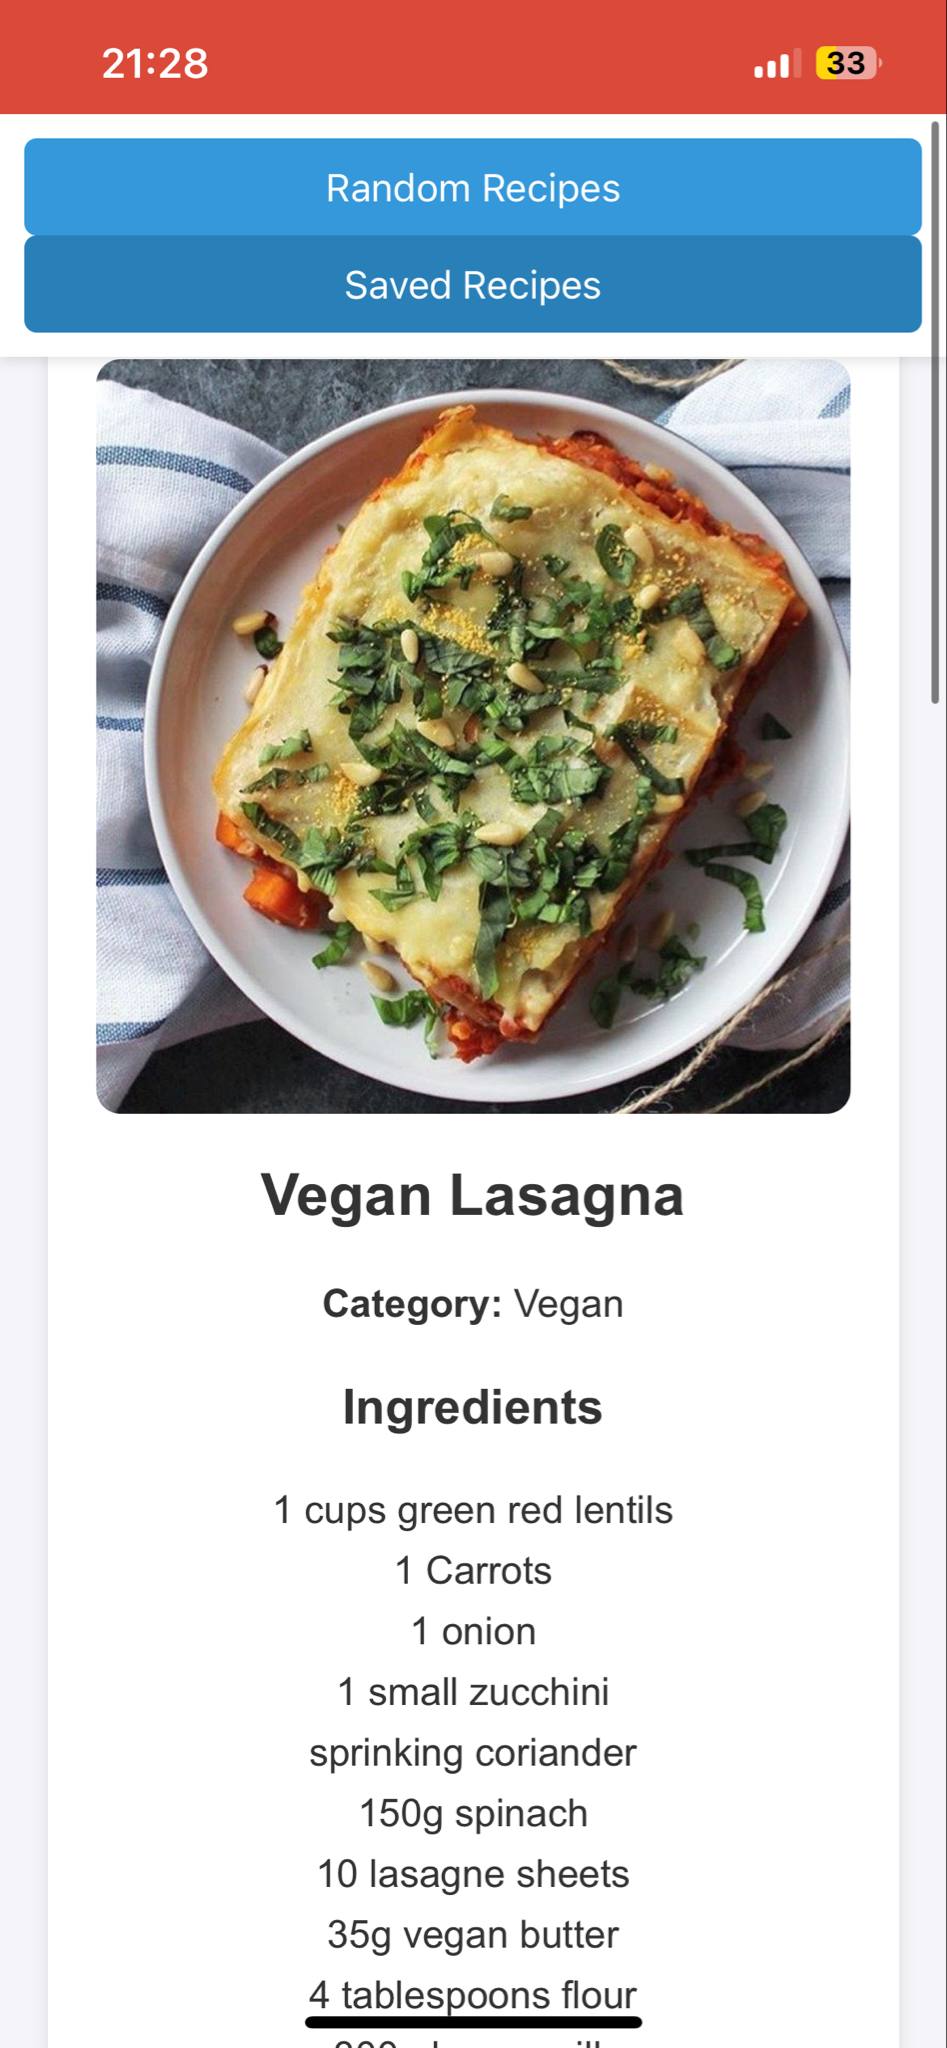 21:28
33
Random Recipes
Saved Recipes
Vegan Lasagna
Category: Vegan
Ingredients
1 cups green red lentils
1 Carrots
1 onion
1 small zucchini
sprinking coriander
150g spinach
10 lasagne sheets
35g vegan butter
4 tablespoons flour